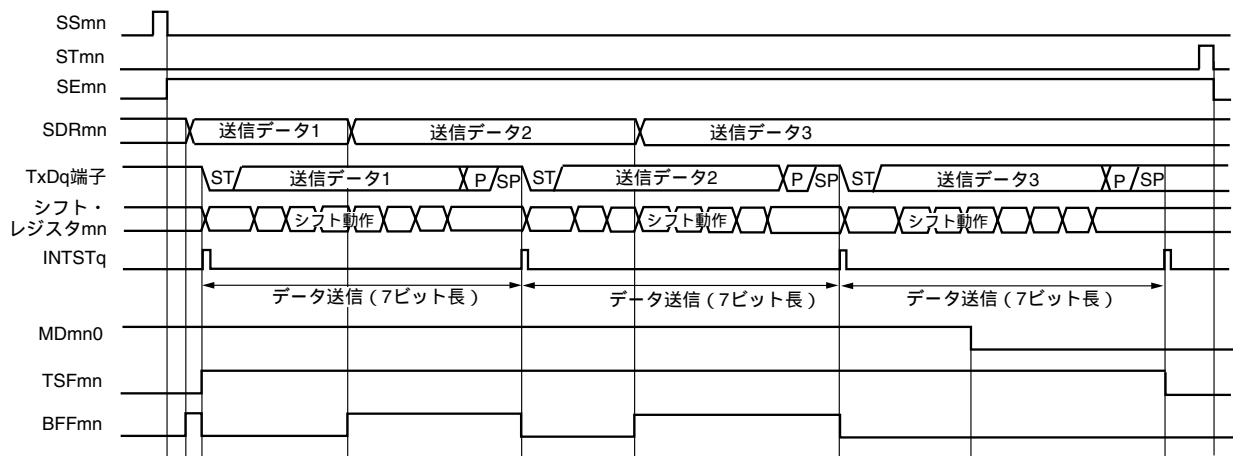 SSmn
STmn
SEmn
SDRmn 送信データ1 送信データ2 送信データ3
TxDq端子 ST 送信データ1 P SP ST 送信データ2 P SP ST 送信データ3 P SP
シフト・
レジスタmn シフト動作 シフト動作 シフト動作
INTSTq
データ送信（7ビット長） データ送信（7ビット長） データ送信（7ビット長）
MDmn0
TSFmn
BFFmn